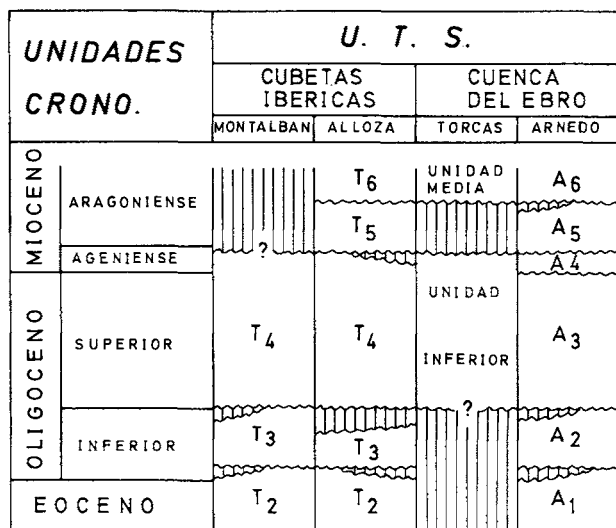 UNIDADES
CRONO.
U. T. S.
CUBETAS
IBERICAS
CUENCA
DEL EBRO
MONTALBAN
ALLOZA
TORCAS
ARNEDO
MIOCENO
ARAGONIENSE
T6
UNIDAD
MEDIA
A6
T5
A5
?
AGENIENSE
A4
OLIGOCENO
SUPERIOR
T4
T4
UNIDAD
INFERIOR
A3
?
INFERIOR
T3
T3
A2
EOCENO
T2
T2
A1